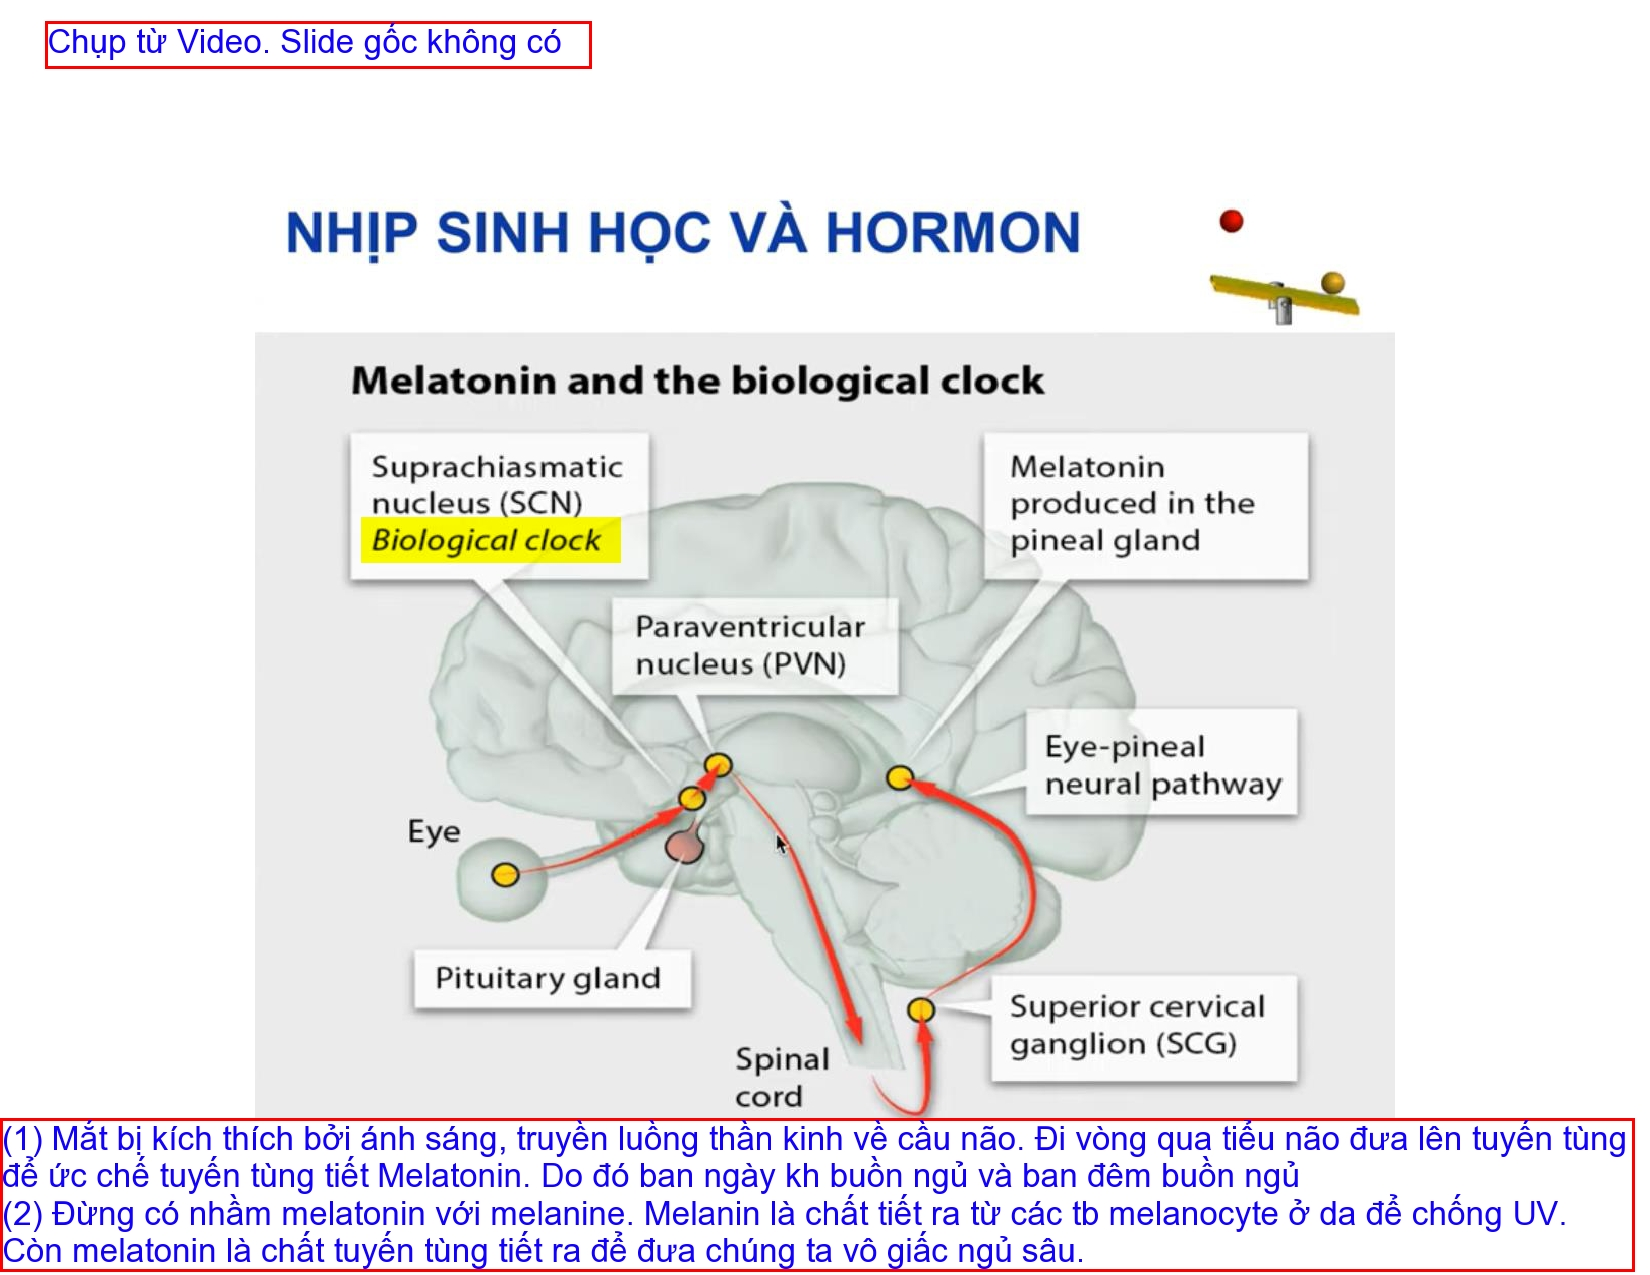 Chụp từ Video. Slide gốc không có
NHỊP SINH HỌC VÀ HORMON
Melatonin and the biological clock
Suprachiasmatic
nucleus (SCN)
Biological clock
Melatonin
produced in the
pineal gland
Paraventricular
nucleus (PVN)
Eye-pineal
neural pathway
Eye
Pituitary gland
Superior cervical
ganglion (SCG)
Spinal
cord
(1) Mắt bị kích thích bởi ánh sáng, truyền luồng thần kinh về cầu não. Đi vòng qua tiểu não đưa lên tuyến tùng
để ức chế tuyến tùng tiết Melatonin. Do đó ban ngày kh buồn ngủ và ban đêm buồn ngủ
(2) Đừng có nhầm melatonin với melanine. Melanin là chất tiết ra từ các tb melanocyte ở da để chống UV.
Còn melatonin là chất tuyến tùng tiết ra để đưa chúng ta vô giấc ngủ sâu.